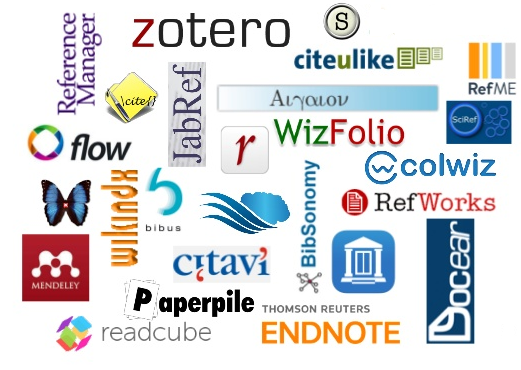 Reference
Manager
zotero
S
citeulike
RefME
\cite{}
JabRef
Αιγαιον
SciRef
flow
r
WizFolio
colwiz
wikindx
bibus
BibSonomy
RefWorks
MENDELEY
citavi
Docear
Paperpile
THOMSON REUTERS
ENDNOTE
readcube